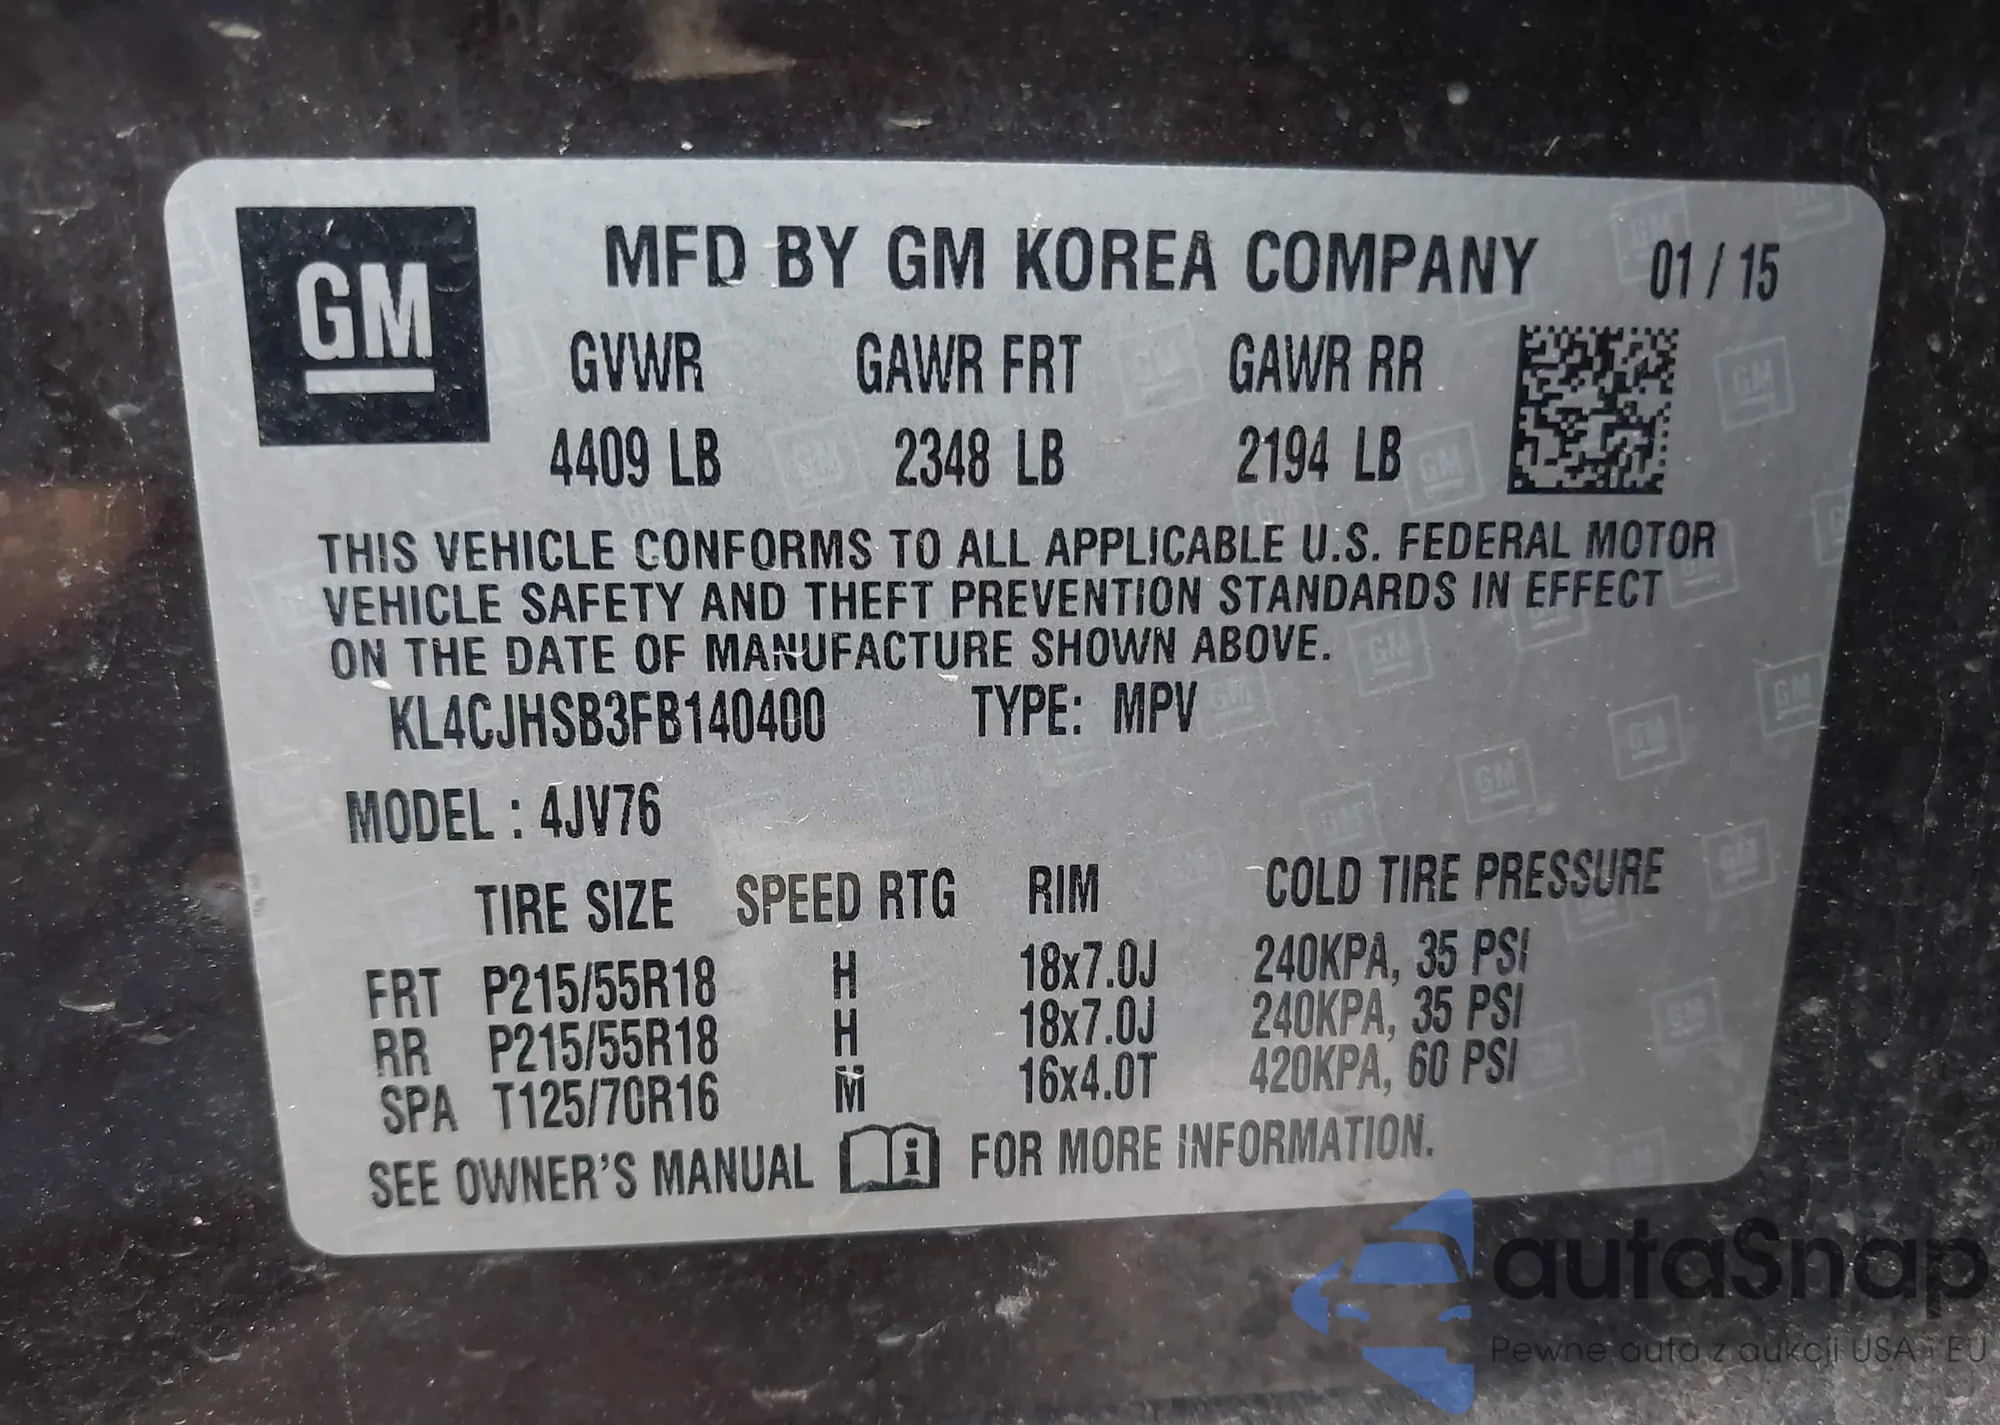 GM
MFD BY GM KOREA COMPANY 01 / 15
GVWR GAWR FRT GAWR RR
4409 LB 2348 LB 2194 LB
THIS VEHICLE CONFORMS TO ALL APPLICABLE U.S. FEDERAL MOTOR
VEHICLE SAFETY AND THEFT PREVENTION STANDARDS IN EFFECT
ON THE DATE OF MANUFACTURE SHOWN ABOVE.
KL4CJHSB3FB140400 TYPE: MPV
MODEL : 4JV76
TIRE SIZE SPEED RTG RIM COLD TIRE PRESSURE
FRT P215/55R18 H 18x7.0J 240KPA, 35 PSI
RR P215/55R18 H 18x7.0J 240KPA, 35 PSI
SPA T125/70R16 M 16x4.0T 420KPA, 60 PSI
SEE OWNER'S MANUAL i FOR MORE INFORMATION.
autaSnap
Pewne auta z aukcji USA i EU